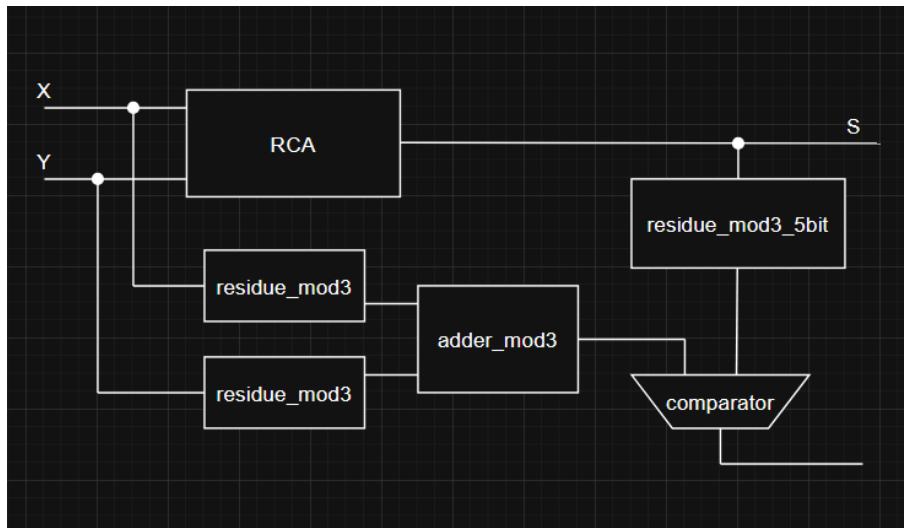 X
RCA
S
Y
residue_mod3_5bit
residue_mod3
adder_mod3
residue_mod3
comparator